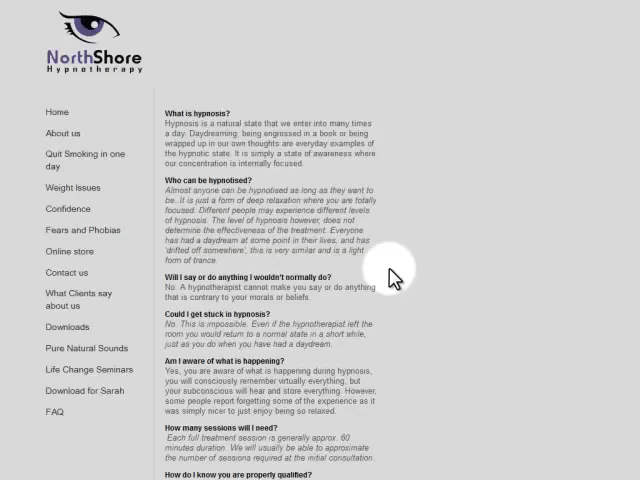 NorthShore
Hypnotherapy
Home
About us
Quit Smoking in one
day
Weight Issues
Confidence
Fears and Phobias
Online store
Contact us
What Clients say
about us
Downloads
Pure Natural Sounds
Life Change Seminars
Download for Sarah
FAQ
What is hypnosis?
Hypnosis is a natural state that we enter into many times
a day. Daydreaming, being engrossed in a book or being
wrapped up in our own thoughts are everyday examples of
the hypnotic state. It is simply a state of awareness where
our concentration is internally focused.
Who can be hypnotised?
Almost anyone can be hypnotised as long as they want to
be. It is just a form of deep relaxation where you are totally
focused. Different people may experience different levels
of hypnosis. The level of hypnosis however, does not
determine the effectiveness of the treatment. Everyone
has had a daydream at some point in their lives, and has
'drifted off somewhere', this is very similar and is a light
form of trance.
Will I say or do anything I wouldn't normally do?
No. A hypnotherapist cannot make you say or do anything
that is contrary to your morals or beliefs.
Could I get stuck in hypnosis?
No. This is impossible. Even if the hypnotherapist left the
room you would return to a normal state in a short while,
just as you do when you have had a daydream.
Am I aware of what is happening?
Yes, you are aware of what is happening during hypnosis,
you will consciously remember virtually everything, but
your subconscious will hear and store everything. However,
some people report forgetting some of the experience as it
was simply nicer to just enjoy being so relaxed.
How many sessions will I need?
Each full treatment session is generally approx. 60
minutes duration. We will usually be able to approximate
the number of sessions required at the initial consultation.
How do I know you are properly qualified?